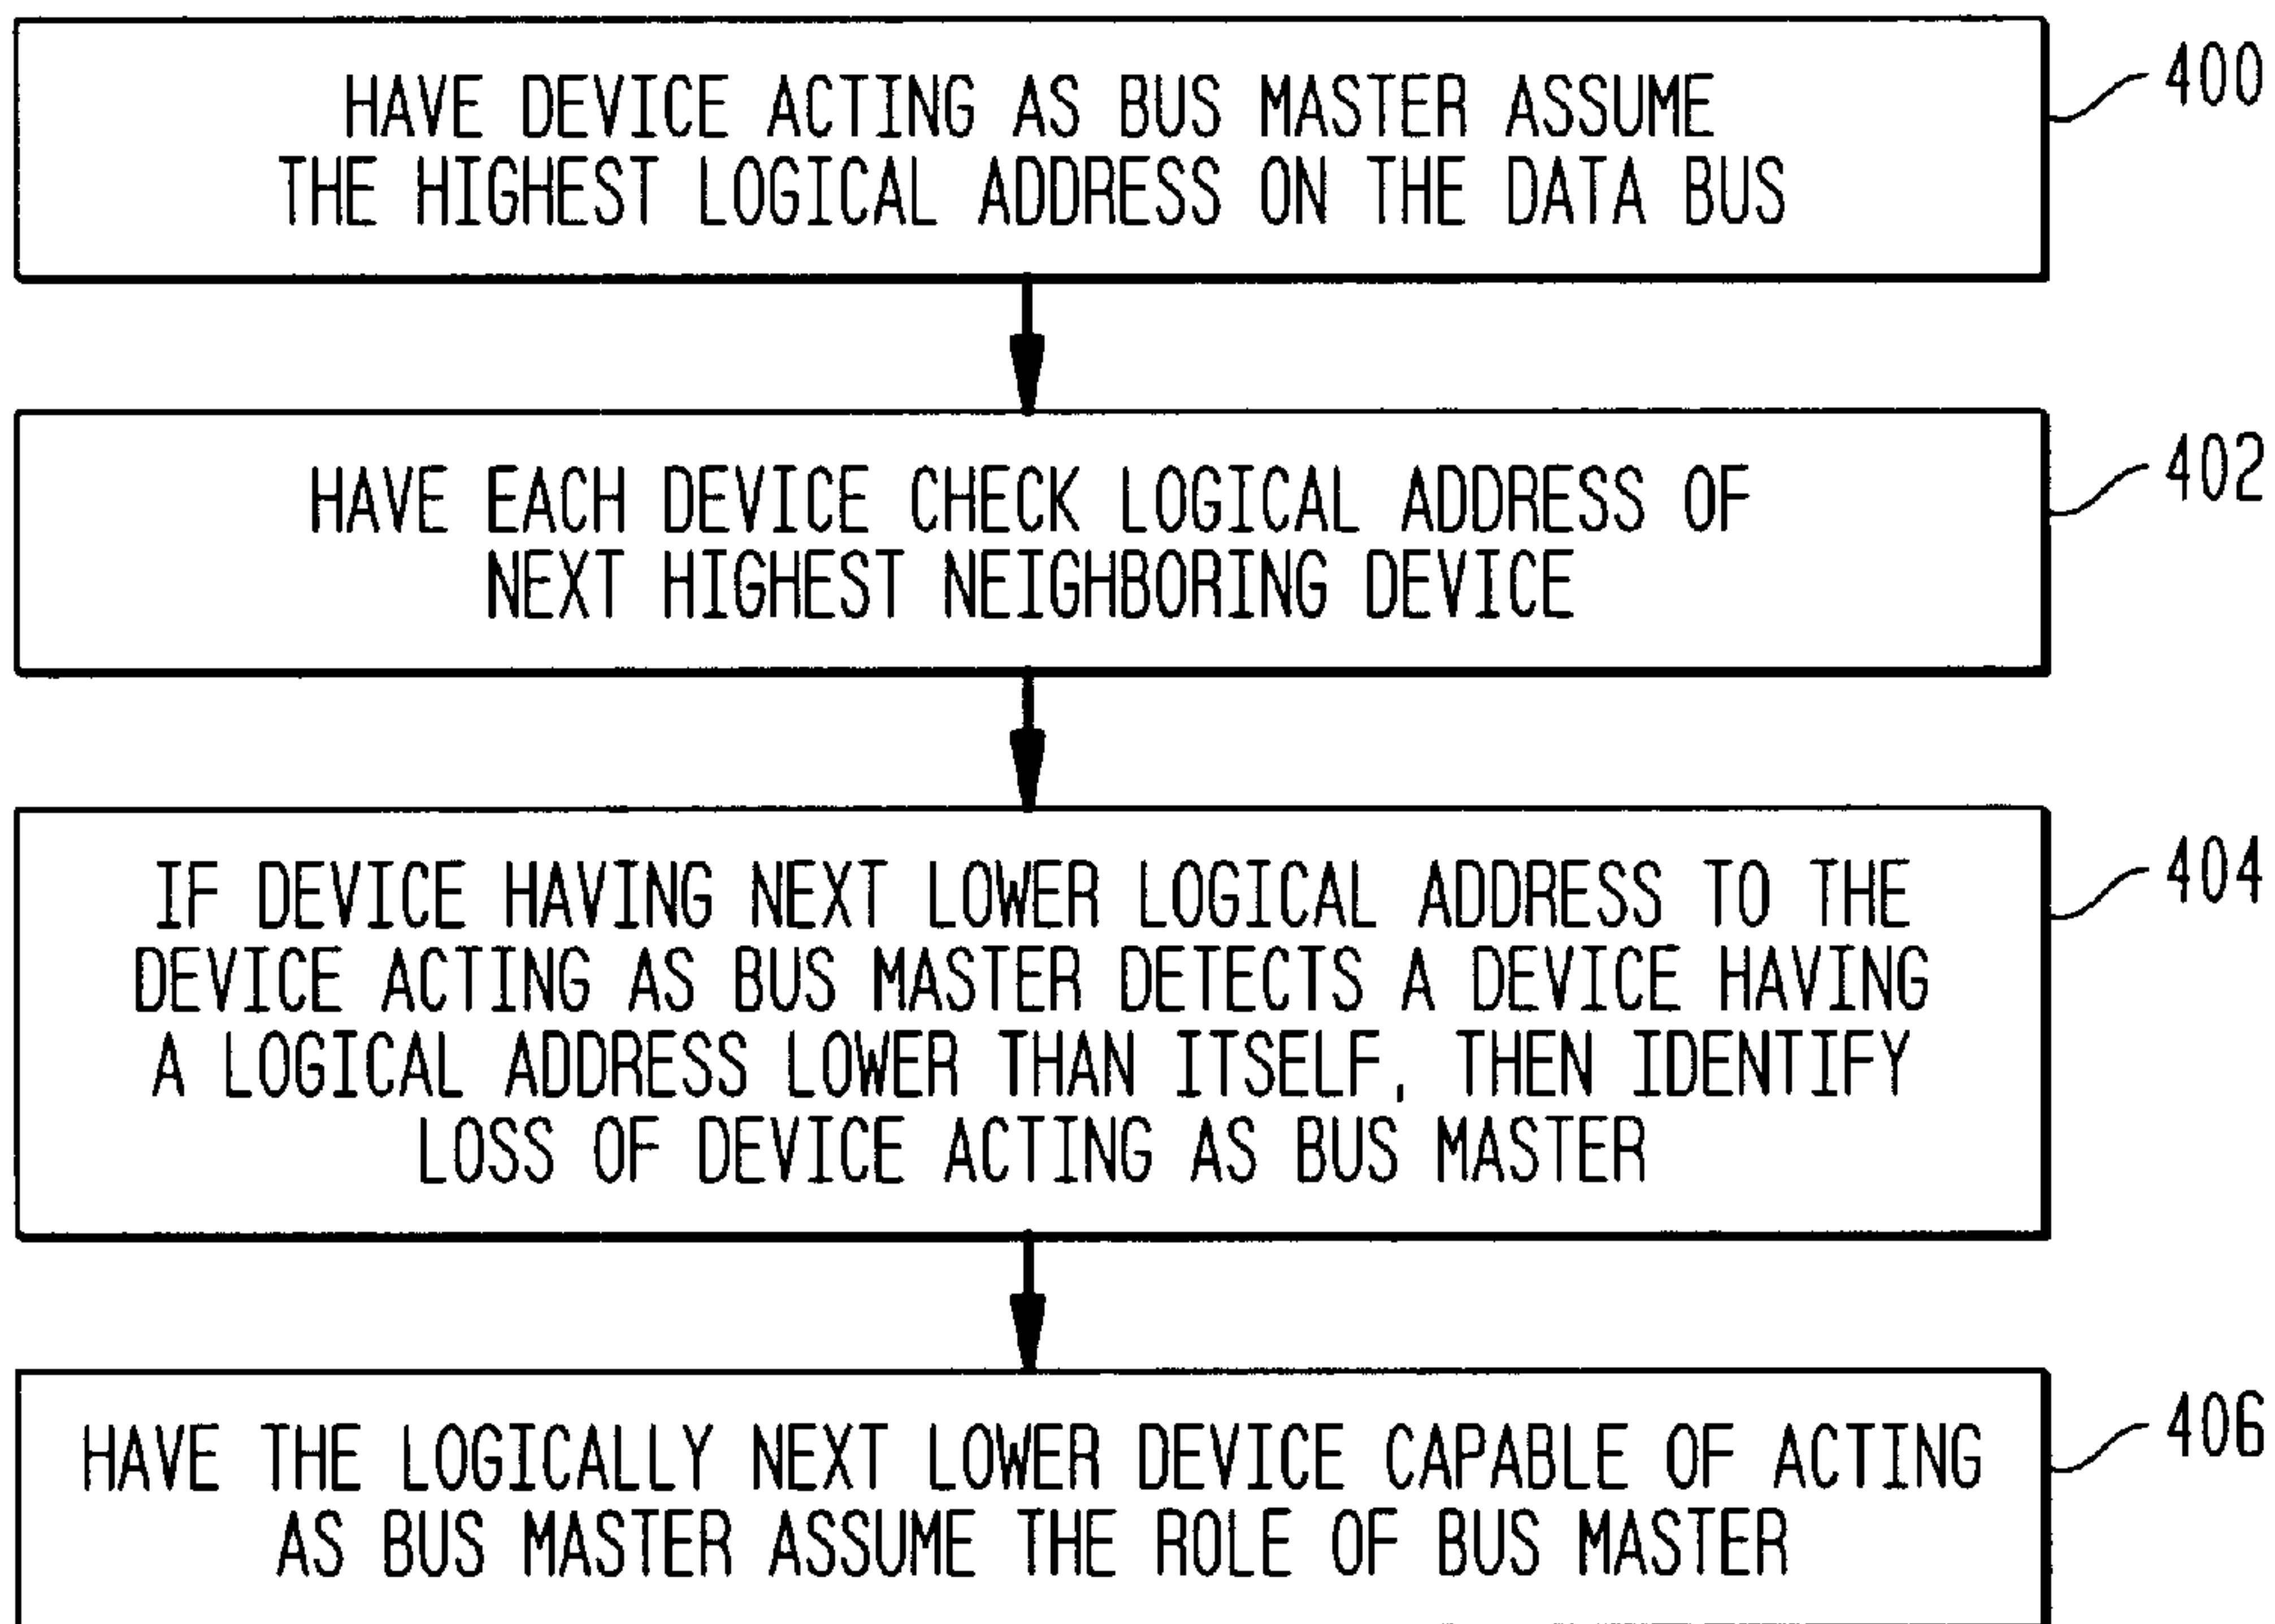 HAVE DEVICE ACTING AS BUS MASTER ASSUME
THE HIGHEST LOGICAL ADDRESS ON THE DATA BUS
400
HAVE EACH DEVICE CHECK LOGICAL ADDRESS OF
NEXT HIGHEST NEIGHBORING DEVICE
402
IF DEVICE HAVING NEXT LOWER LOGICAL ADDRESS TO THE
DEVICE ACTING AS BUS MASTER DETECTS A DEVICE HAVING
A LOGICAL ADDRESS LOWER THAN ITSELF, THEN IDENTIFY
LOSS OF DEVICE ACTING AS BUS MASTER
404
HAVE THE LOGICALLY NEXT LOWER DEVICE CAPABLE OF ACTING
AS BUS MASTER ASSUME THE ROLE OF BUS MASTER
406